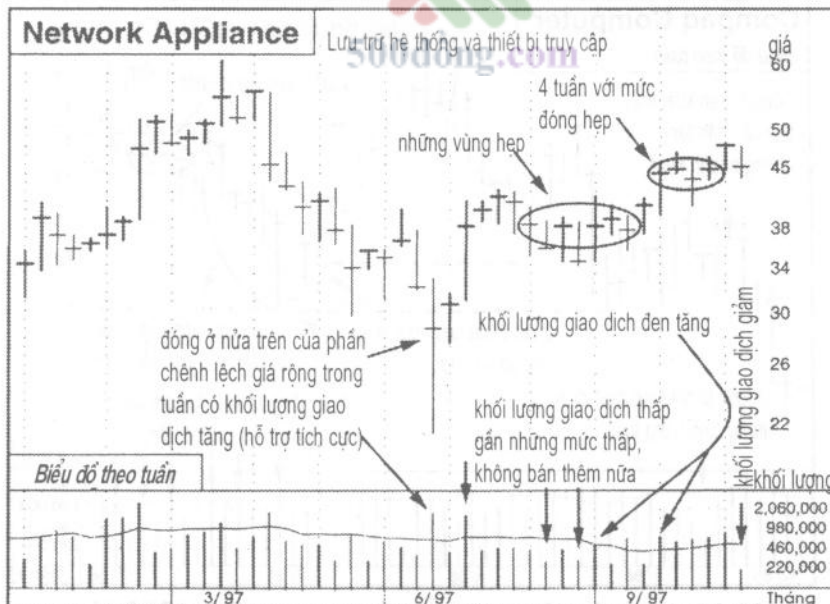 Network Appliance
Lưu trữ hệ thống và thiết bị truy cập
500dong.com
giá
60
4 tuần với mức
đóng hẹp
những vùng hẹp
50
45
38
34
30
26
22
khối lượng giao dịch đen tăng
đóng ở nửa trên của phần
chênh lệch giá rộng trong
tuần có khối lượng giao
dịch tăng (hỗ trợ tích cực)
khối lượng giao dịch thấp
gần những mức thấp,
không bán thêm nữa
khối lượng giao dịch giảm
Biểu đồ theo tuần
khối lượng
2,060,000
980,000
460,000
220,000
3/ 97
6/ 97
9/ 97
Tháng